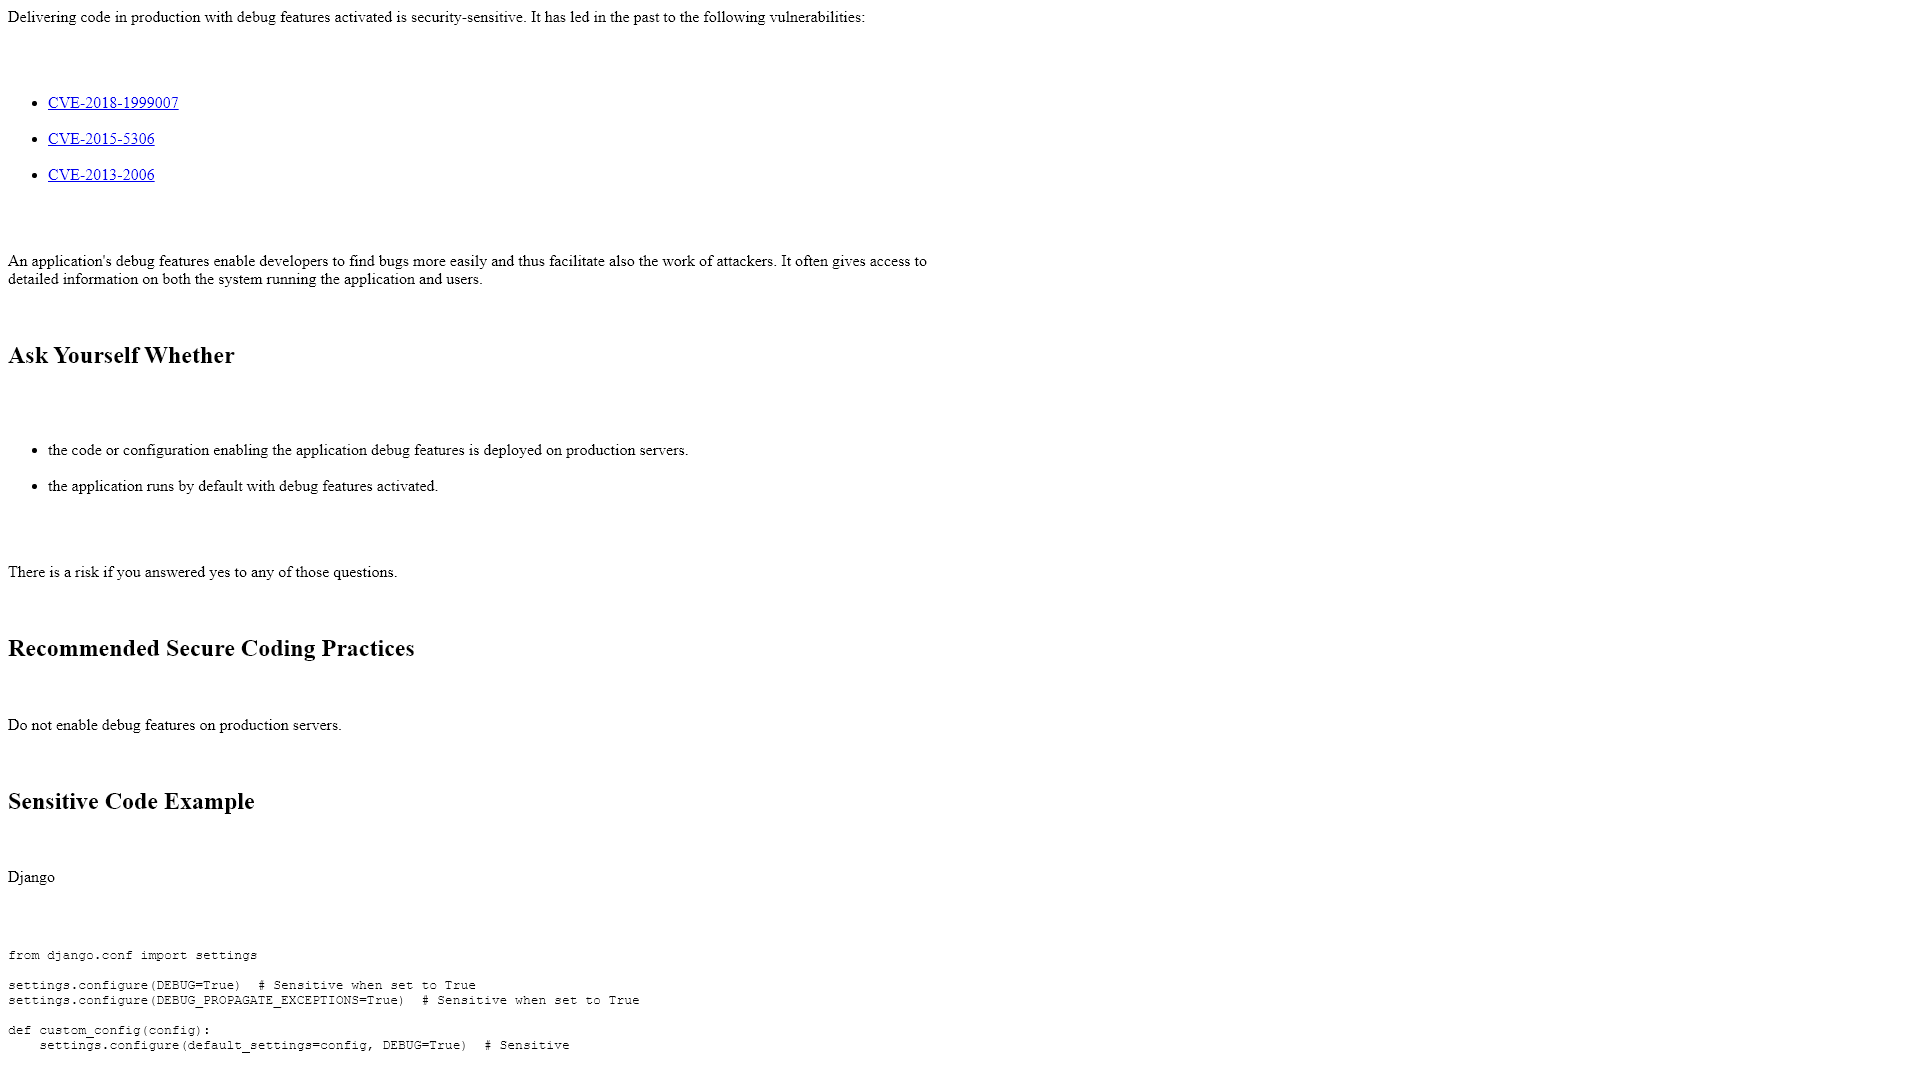 Delivering code in production with debug features activated is security-sensitive. It has led in the past to the following vulnerabilities:
CVE-2018-1999007
CVE-2015-5306
CVE-2013-2006
An application's debug features enable developers to find bugs more easily and thus facilitate also the work of attackers. It often gives access to
detailed information on both the system running the application and users.
Ask Yourself Whether
the code or configuration enabling the application debug features is deployed on production servers.
the application runs by default with debug features activated.
There is a risk if you answered yes to any of those questions.
Recommended Secure Coding Practices
Do not enable debug features on production servers.
Sensitive Code Example
Django
from django.conf import settings
settings.configure(DEBUG=True)  # Sensitive when set to True
settings.configure(DEBUG_PROPAGATE_EXCEPTIONS=True)  # Sensitive when set to True
def custom_config(config):
    settings.configure(default_settings=config, DEBUG=True)  # Sensitive